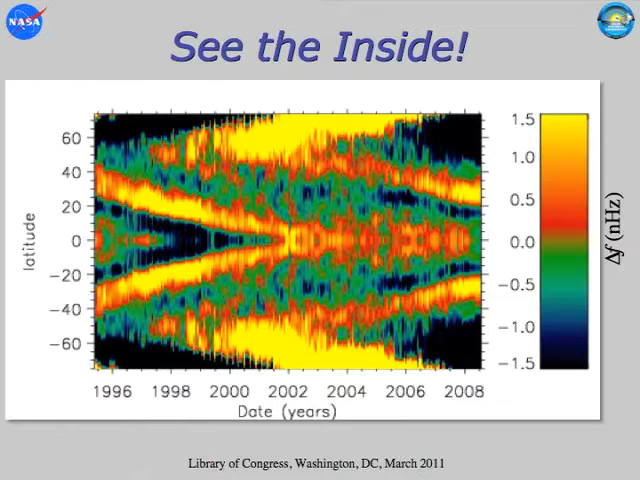 NASA
See the Inside!
60
40
20
0
−20
−40
−60
latitude
1996 1998 2000 2002 2004 2006 2008
Date (years)
1.5
1.0
0.5
0.0
−0.5
−1.0
−1.5
Δf (nHz)
Library of Congress, Washington, DC, March 2011